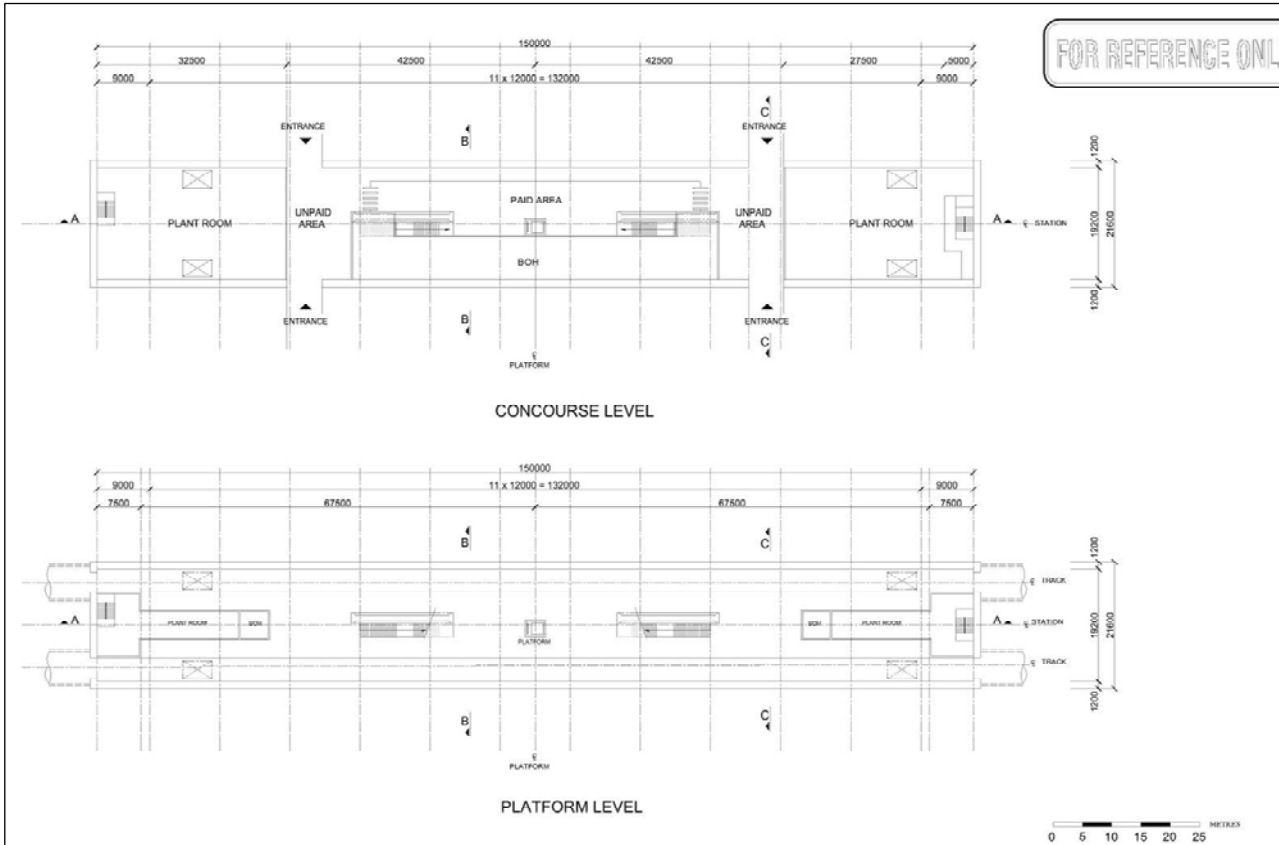 FOR REFERENCE ONL
150000
32500 42500 42500 27500 5000
9000 11 x 12000 = 132000 9000
C
ENTRANCE ENTRANCE
B
1200
PAID AREA
A PLANT ROOM UNPAID AREA UNPAID AREA PLANT ROOM A ℄ STATION
19200 21600
BOH
1200
ENTRANCE ENTRANCE
B
C
℄
PLATFORM
CONCOURSE LEVEL
150000
9000 11 x 12000 = 132000 9000
7500 67500 67500 7500
B C
1200
℄ TRACK
A PLANT ROOM BOH BOH PLANT ROOM A ℄ STATION
PLATFORM
19200 21600
℄ TRACK
1200
B C
℄
PLATFORM
PLATFORM LEVEL
METRES
0 5 10 15 20 25